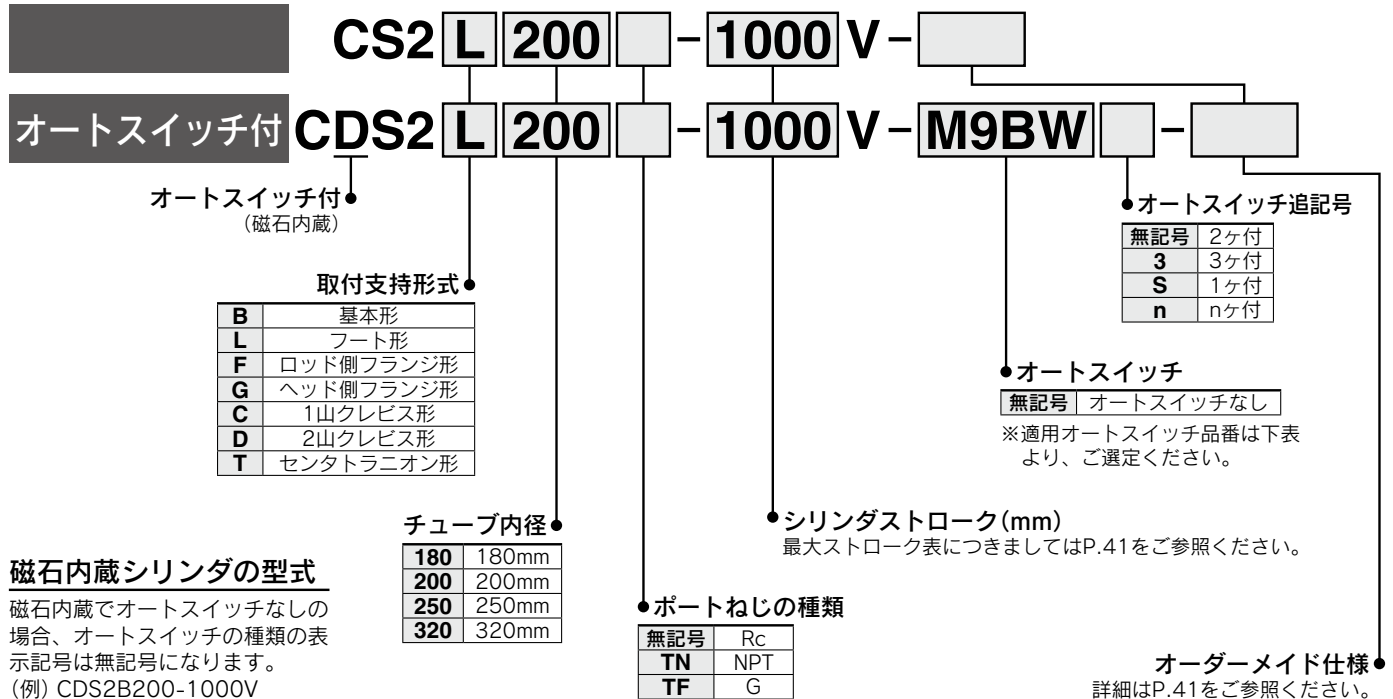 CS2 L 200 - 1000 V -
オートスイッチ付 CDS2 L 200 - 1000 V - M9BW -
オートスイッチ付
(磁石内蔵)
取付支持形式
B 基本形
L フート形
F ロッド側フランジ形
G ヘッド側フランジ形
C 1山クレビス形
D 2山クレビス形
T センタトラニオン形
オートスイッチ追記号
無記号 2ヶ付
3 3ヶ付
S 1ヶ付
n nヶ付
オートスイッチ
無記号 オートスイッチなし
※適用オートスイッチ品番は下表
より、ご選定ください。
チューブ内径
180 180mm
200 200mm
250 250mm
320 320mm
シリンダストローク(mm)
最大ストローク表につきましてはP.41をご参照ください。
磁石内蔵シリンダの型式
磁石内蔵でオートスイッチなしの
場合、オートスイッチの種類の表
示記号は無記号になります。
(例) CDS2B200-1000V
ポートねじの種類
無記号 Rc
TN NPT
TF G
オーダーメイド仕様
詳細はP.41をご参照ください。